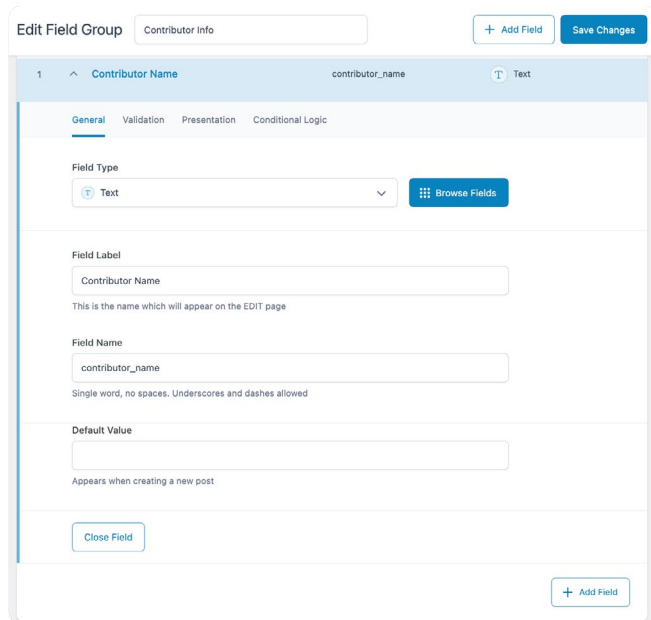 Edit Field Group
Contributor Info
+ Add Field
Save Changes
1
Contributor Name
contributor_name
T
Text
General
Validation
Presentation
Conditional Logic
Field Type
T
Text
Browse Fields
Field Label
Contributor Name
This is the name which will appear on the EDIT page
Field Name
contributor_name
Single word, no spaces. Underscores and dashes allowed
Default Value
Appears when creating a new post
Close Field
+ Add Field